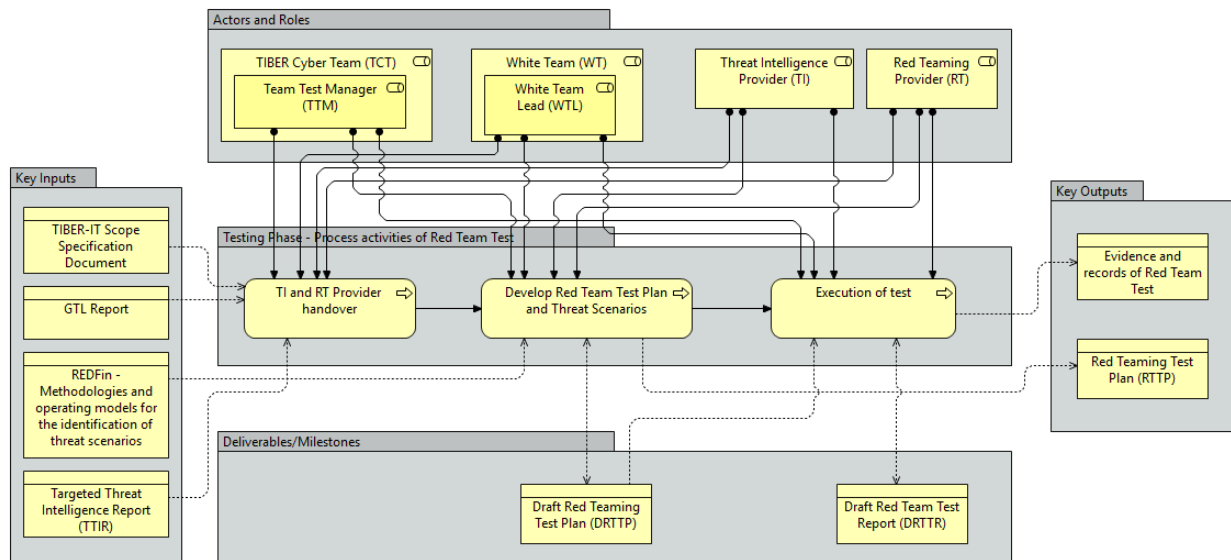 Actors and Roles
TIBER Cyber Team (TCT)
Team Test Manager
(TTM)
White Team (WT)
White Team
Lead (WTL)
Threat Intelligence
Provider (TI)
Red Teaming
Provider (RT)
Key Inputs
TIBER-IT Scope
Specification
Document
GTL Report
REDFin -
Methodologies and
operating models for
the identification of
threat scenarios
Targeted Threat
Intelligence Report
(TTIR)
Testing Phase - Process activities of Red Team Test
TI and RT Provider
handover
Develop Red Team Test Plan
and Threat Scenarios
Execution of test
Key Outputs
Evidence and
records of Red Team
Test
Red Teaming Test
Plan (RTTP)
Deliverables/Milestones
Draft Red Teaming
Test Plan (DRTTP)
Draft Red Team Test
Report (DRTTR)